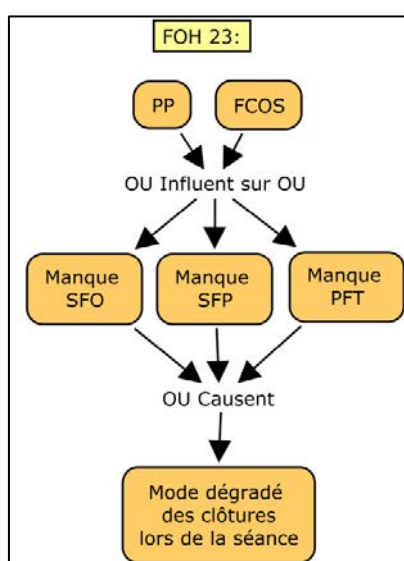 FOH 23:
PP
FCOS
OU Influent sur OU
Manque
SFO
Manque
SFP
Manque
PFT
OU Causent
Mode dégradé
des clôtures
lors de la séance